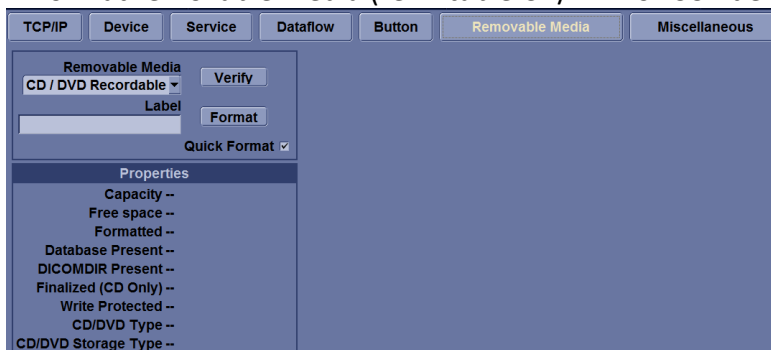 TCP/IP Device Service Dataflow Button Removable Media Miscellaneous
Removable Media
CD / DVD Recordable Verify
Label
Format
Quick Format
Properties
Capacity --
Free space --
Formatted --
Database Present --
DICOMDIR Present --
Finalized (CD Only) --
Write Protected --
CD/DVD Type --
CD/DVD Storage Type --